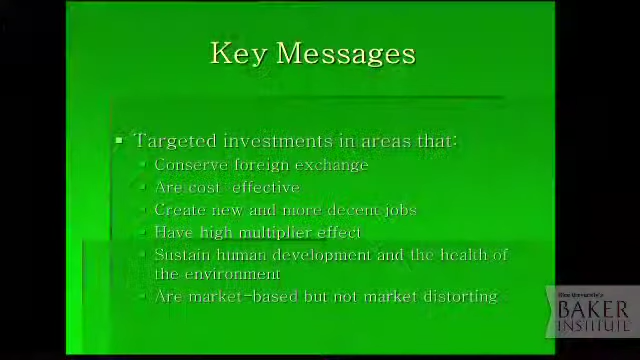 Key Messages
Targeted investments in areas that:
Conserve foreign exchange
Are cost effective
Create new and more decent jobs
Have high multiplier effect
Sustain human development and the health of
the environment
Are market-based but not market distorting
Rice University's
BAKER
INSTITUTE